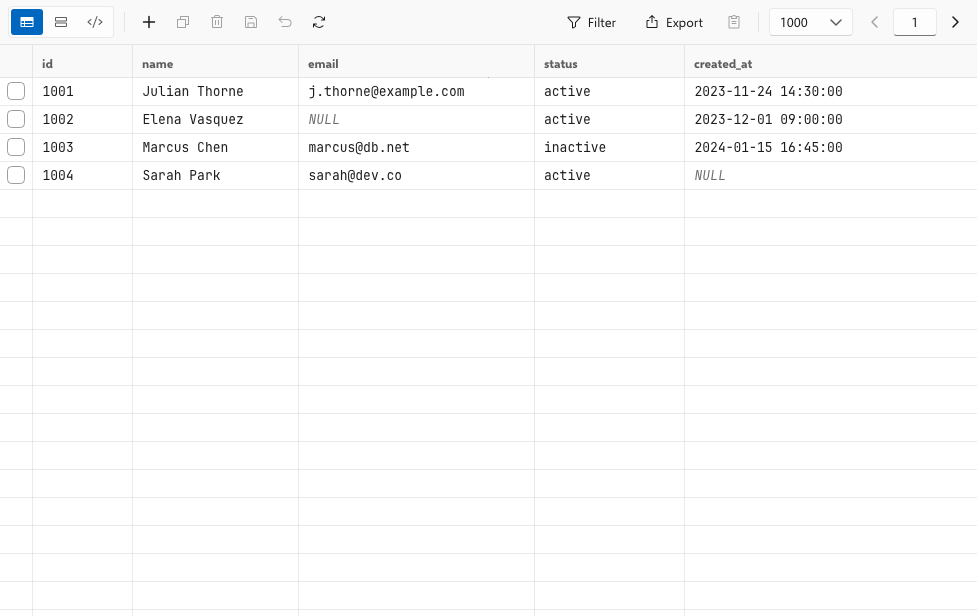 </> Filter Export 1000 1
id name email status created_at
1001 Julian Thorne j.thorne@example.com active 2023-11-24 14:30:00
1002 Elena Vasquez NULL active 2023-12-01 09:00:00
1003 Marcus Chen marcus@db.net inactive 2024-01-15 16:45:00
1004 Sarah Park sarah@dev.co active NULL